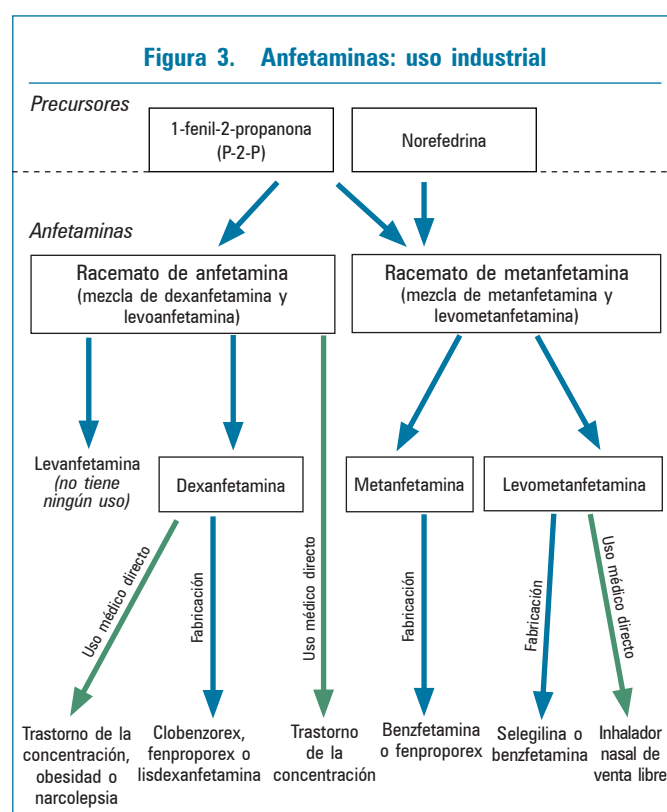 Figura 3. Anfetaminas: uso industrial
Precursores
1-fenil-2-propanona
(P-2-P)
Norefedrina
Anfetaminas
Racemato de anfetamina
(mezcla de dexanfetamina y
levoanfetamina)
Racemato de metanfetamina
(mezcla de metanfetamina y
levometanfetamina)
Levanfetamina
(no tiene
ningún uso)
Dexanfetamina
Metanfetamina
Levometanfetamina
Uso médico directo
Fabricación
Uso médico directo
Fabricación
Fabricación
Uso médico directo
Trastorno de la
concentración,
obesidad o
narcolepsia
Clobenzorex,
fenproporex o
lisdexanfetamina
Trastorno
de la
concentración
Benzfetamina
o fenproporex
Selegilina o
benzfetamina
Inhalador
nasal de
venta libre